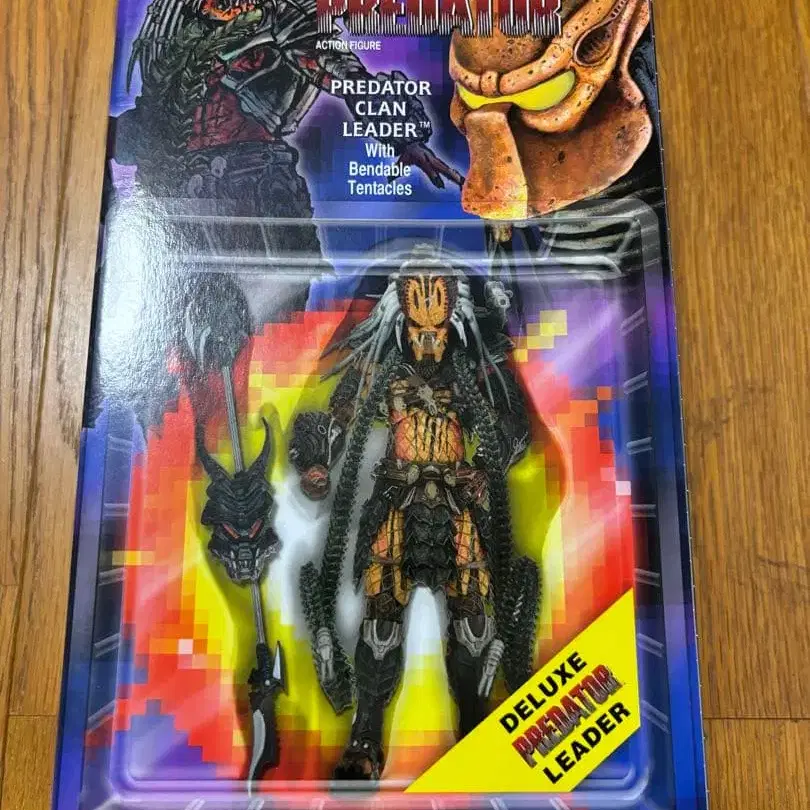 PREDATOR
ACTION FIGURE
PREDATOR
CLAN
LEADER™
With
Bendable
Tentacles
DELUXE
PREDATOR
LEADER